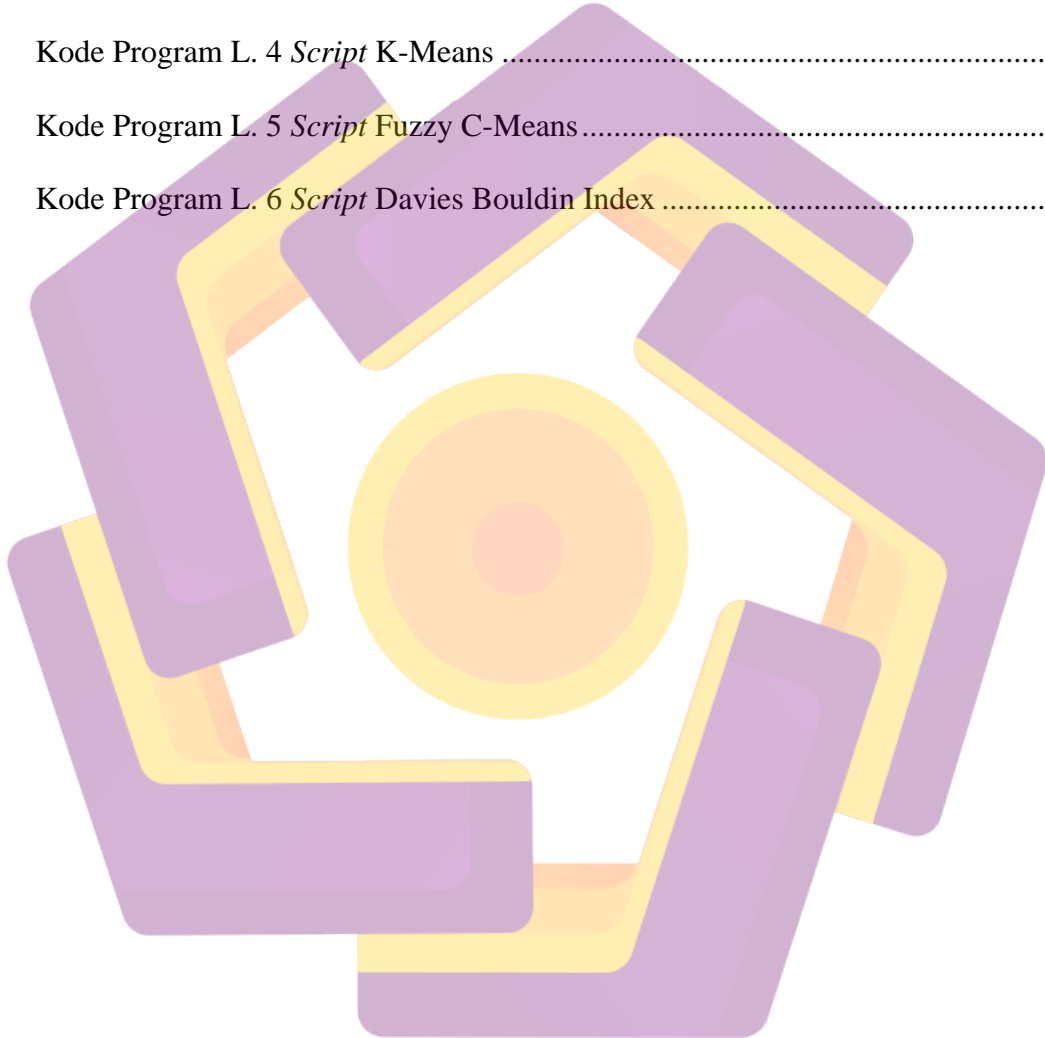 Kode Program L. 4 Script K-Means ................................................................
Kode Program L. 5 Script Fuzzy C-Means .......................................................
Kode Program L. 6 Script Davies Bouldin Index .............................................